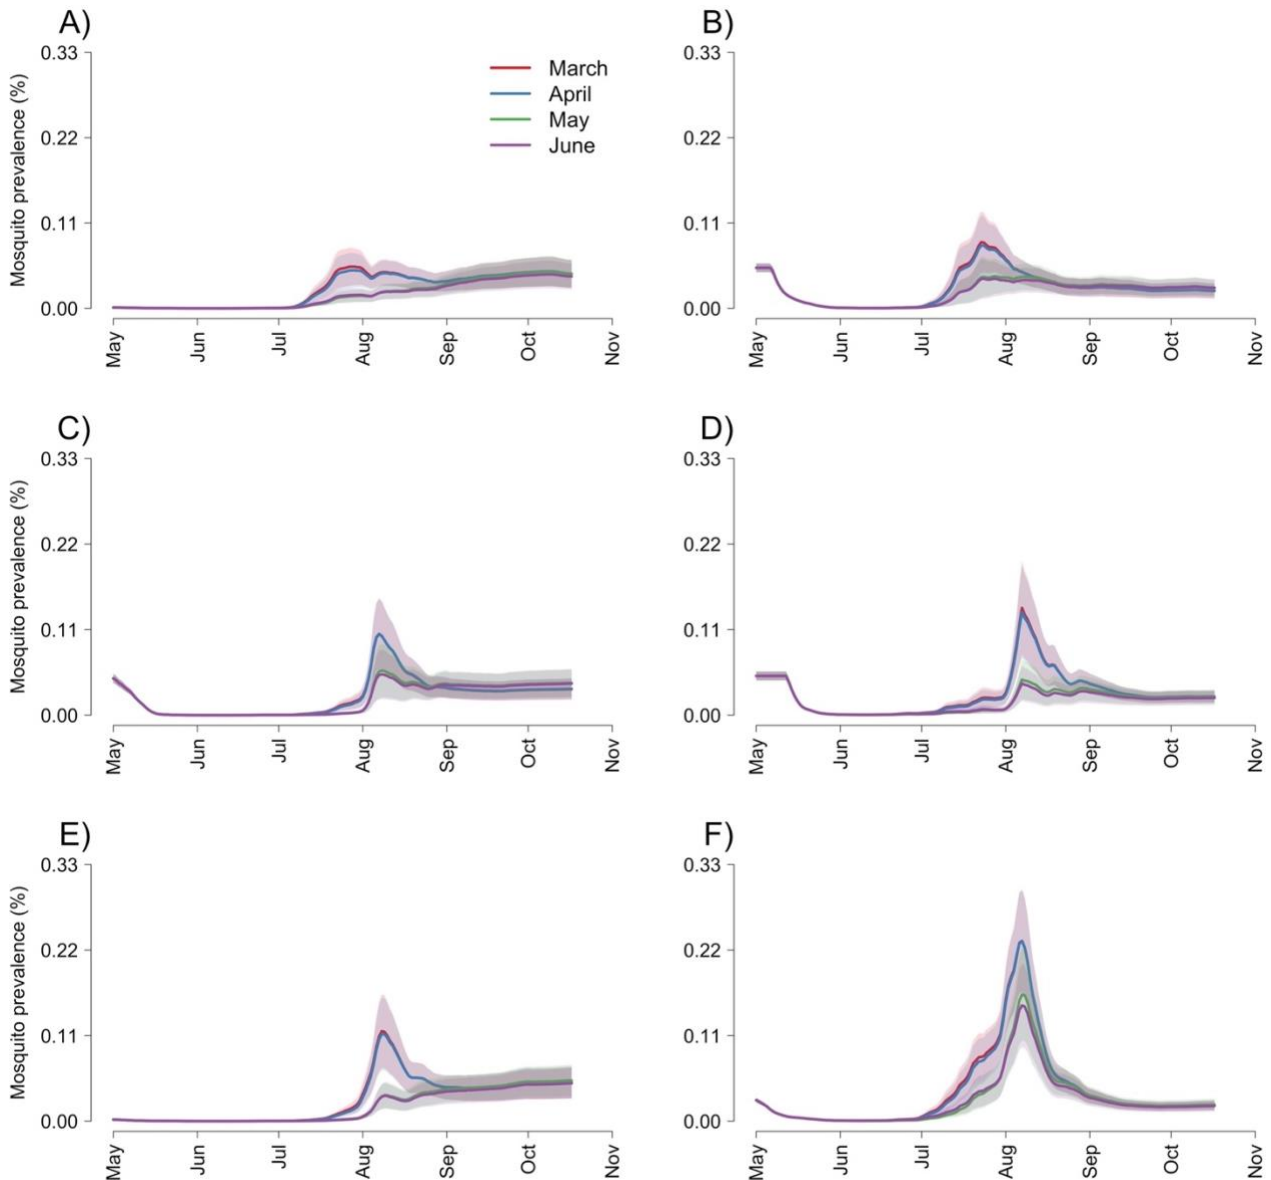 A)
Mosquito prevalence (%)
0.33
0.22
0.11
0.00
March
April
May
June
May
Jun
Jul
Aug
Sep
Oct
Nov
B)
0.33
0.22
0.11
0.00
May
Jun
Jul
Aug
Sep
Oct
Nov
C)
Mosquito prevalence (%)
0.33
0.22
0.11
0.00
May
Jun
Jul
Aug
Sep
Oct
Nov
D)
0.33
0.22
0.11
0.00
May
Jun
Jul
Aug
Sep
Oct
Nov
E)
Mosquito prevalence (%)
0.33
0.22
0.11
0.00
May
Jun
Jul
Aug
Sep
Oct
Nov
F)
0.33
0.22
0.11
0.00
May
Jun
Jul
Aug
Sep
Oct
Nov